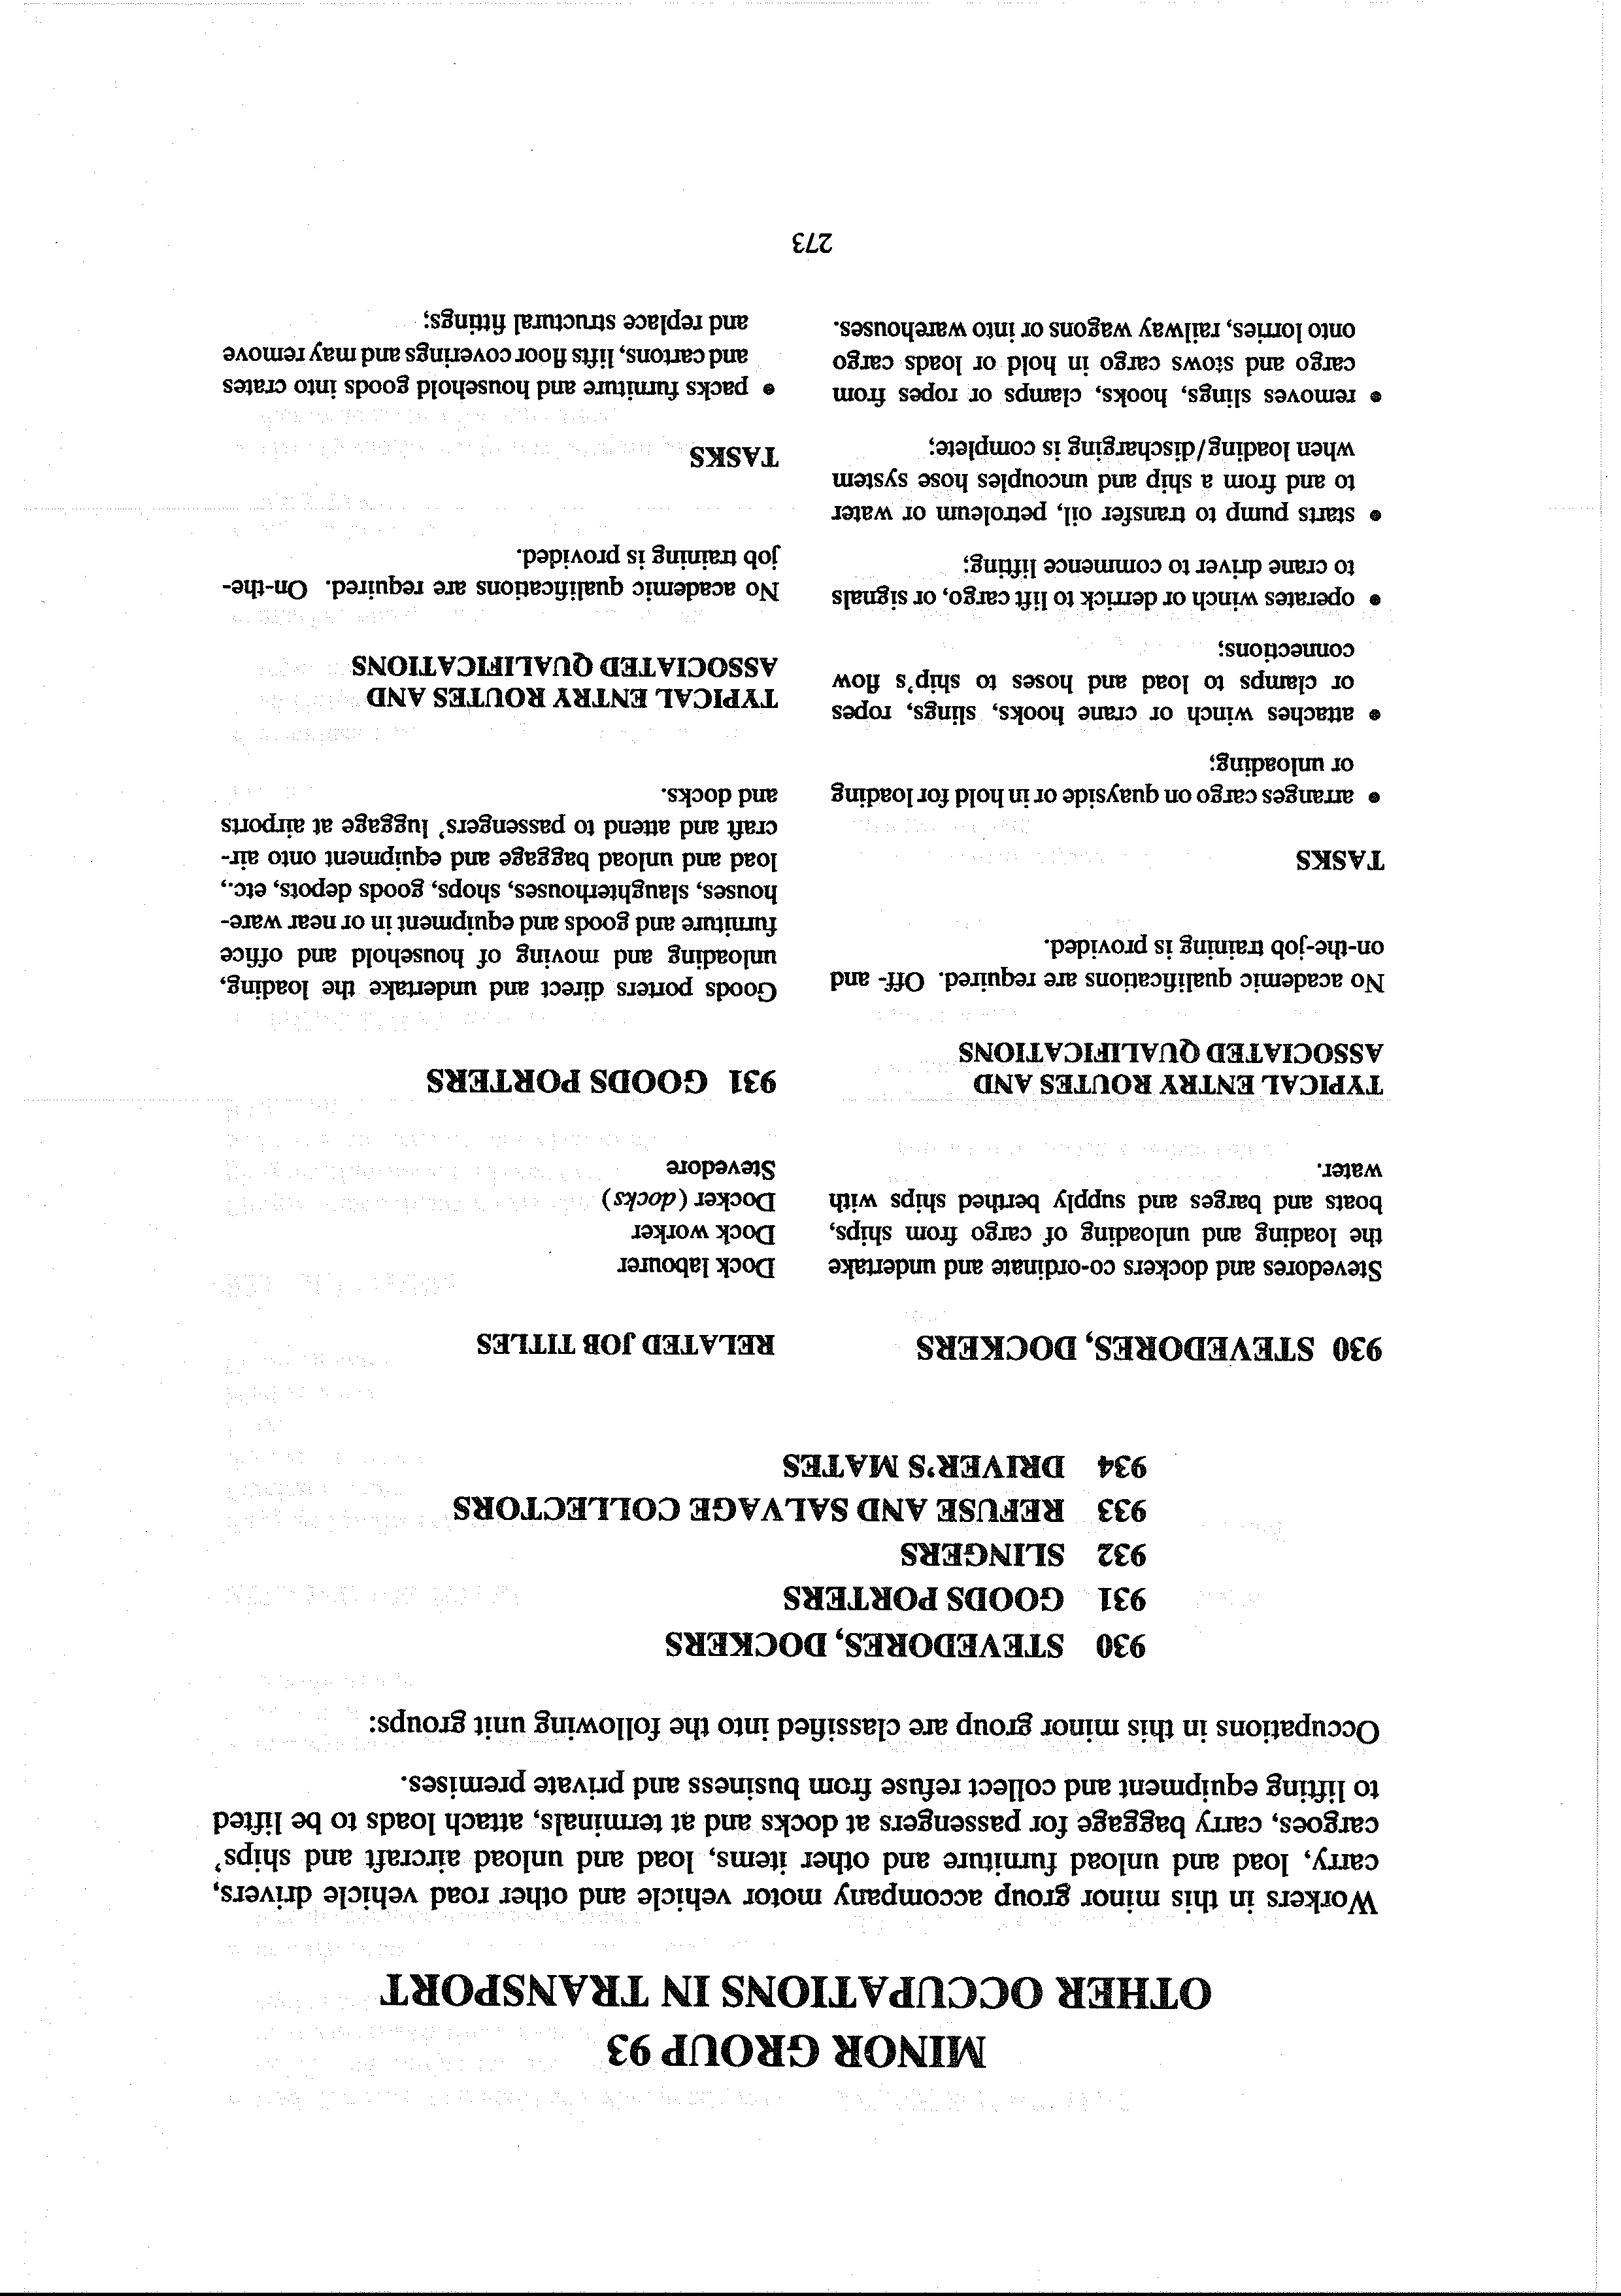 MINOR GROUP 93
OTHER OCCUPATIONS IN TRANSPORT
Workers in this minor group accompany motor vehicle and other road vehicle drivers,
carry, load and unload furniture and other items, load and unload aircraft and ships'
cargoes, carry baggage for passengers at docks and at terminals, attach loads to be lifted
to lifting equipment and collect refuse from business and private premises.
Occupations in this minor group are classified into the following unit groups:
930 STEVEDORES, DOCKERS
931 GOODS PORTERS
932 SLINGERS
933 REFUSE AND SALVAGE COLLECTORS
934 DRIVER'S MATES
930 STEVEDORES, DOCKERS
Stevedores and dockers co-ordinate and undertake
the loading and unloading of cargo from ships,
boats and barges and supply berthed ships with
water.
TYPICAL ENTRY ROUTES AND
ASSOCIATED QUALIFICATIONS
No academic qualifications are required. Off- and
on-the-job training is provided.
TASKS
• arranges cargo on quayside or in hold for loading
or unloading;
• attaches winch or crane hooks, slings, ropes
or clamps to load and hoses to ship's flow
connections;
• operates winch or derrick to lift cargo, or signals
to crane driver to commence lifting;
• starts pump to transfer oil, petroleum or water
to and from a ship and uncouples hose system
when loading/discharging is complete;
• removes slings, hooks, clamps or ropes from
cargo and stows cargo in hold or loads cargo
onto lorries, railway wagons or into warehouses.
RELATED JOB TITLES
Dock labourer
Dock worker
Docker (docks)
Stevedore
931 GOODS PORTERS
Goods porters direct and undertake the loading,
unloading and moving of household and office
furniture and goods and equipment in or near ware-
houses, slaughterhouses, shops, goods depots, etc.,
load and unload baggage and equipment onto air-
craft and attend to passengers' luggage at airports
and docks.
TYPICAL ENTRY ROUTES AND
ASSOCIATED QUALIFICATIONS
No academic qualifications are required. On-the-
job training is provided.
TASKS
• packs furniture and household goods into crates
and cartons, lifts floor coverings and may remove
and replace structural fittings;
273